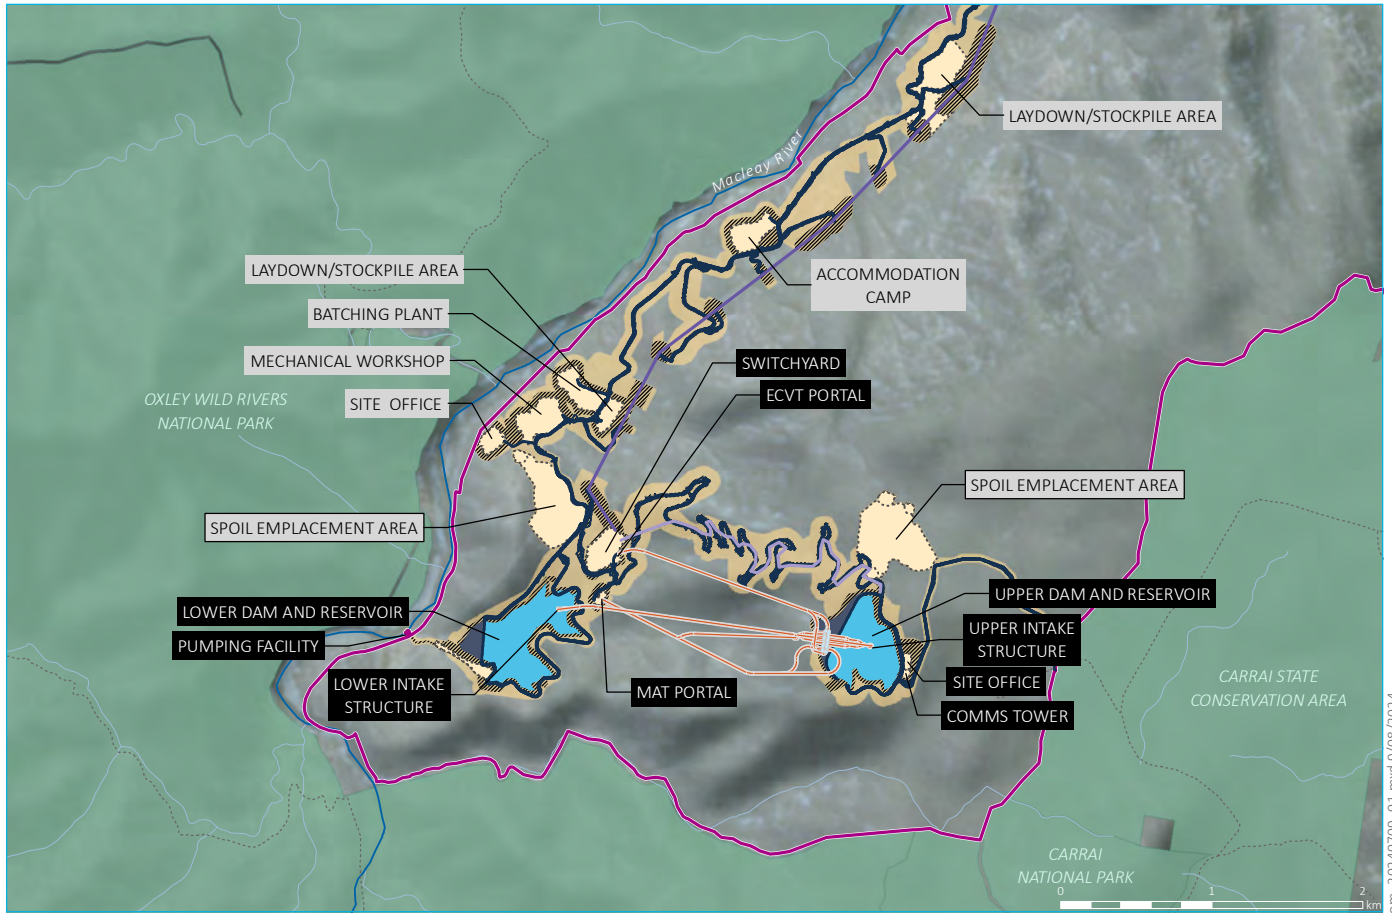 LAYDOWN/STOCKPILE AREA
Macleay River
LAYDOWN/STOCKPILE AREA
ACCOMMODATION
CAMP
BATCHING PLANT
MECHANICAL WORKSHOP
SWITCHYARD
ECVT PORTAL
OXLEY WILD RIVERS
NATIONAL PARK
SITE OFFICE
SPOIL EMPLACEMENT AREA
SPOIL EMPLACEMENT AREA
LOWER DAM AND RESERVOIR
UPPER DAM AND RESERVOIR
PUMPING FACILITY
UPPER INTAKE
STRUCTURE
LOWER INTAKE
STRUCTURE
MAT PORTAL
SITE OFFICE
COMMS TOWER
CARRAI STATE
CONSERVATION AREA
CARRAI
NATIONAL PARK
0 1 2
km